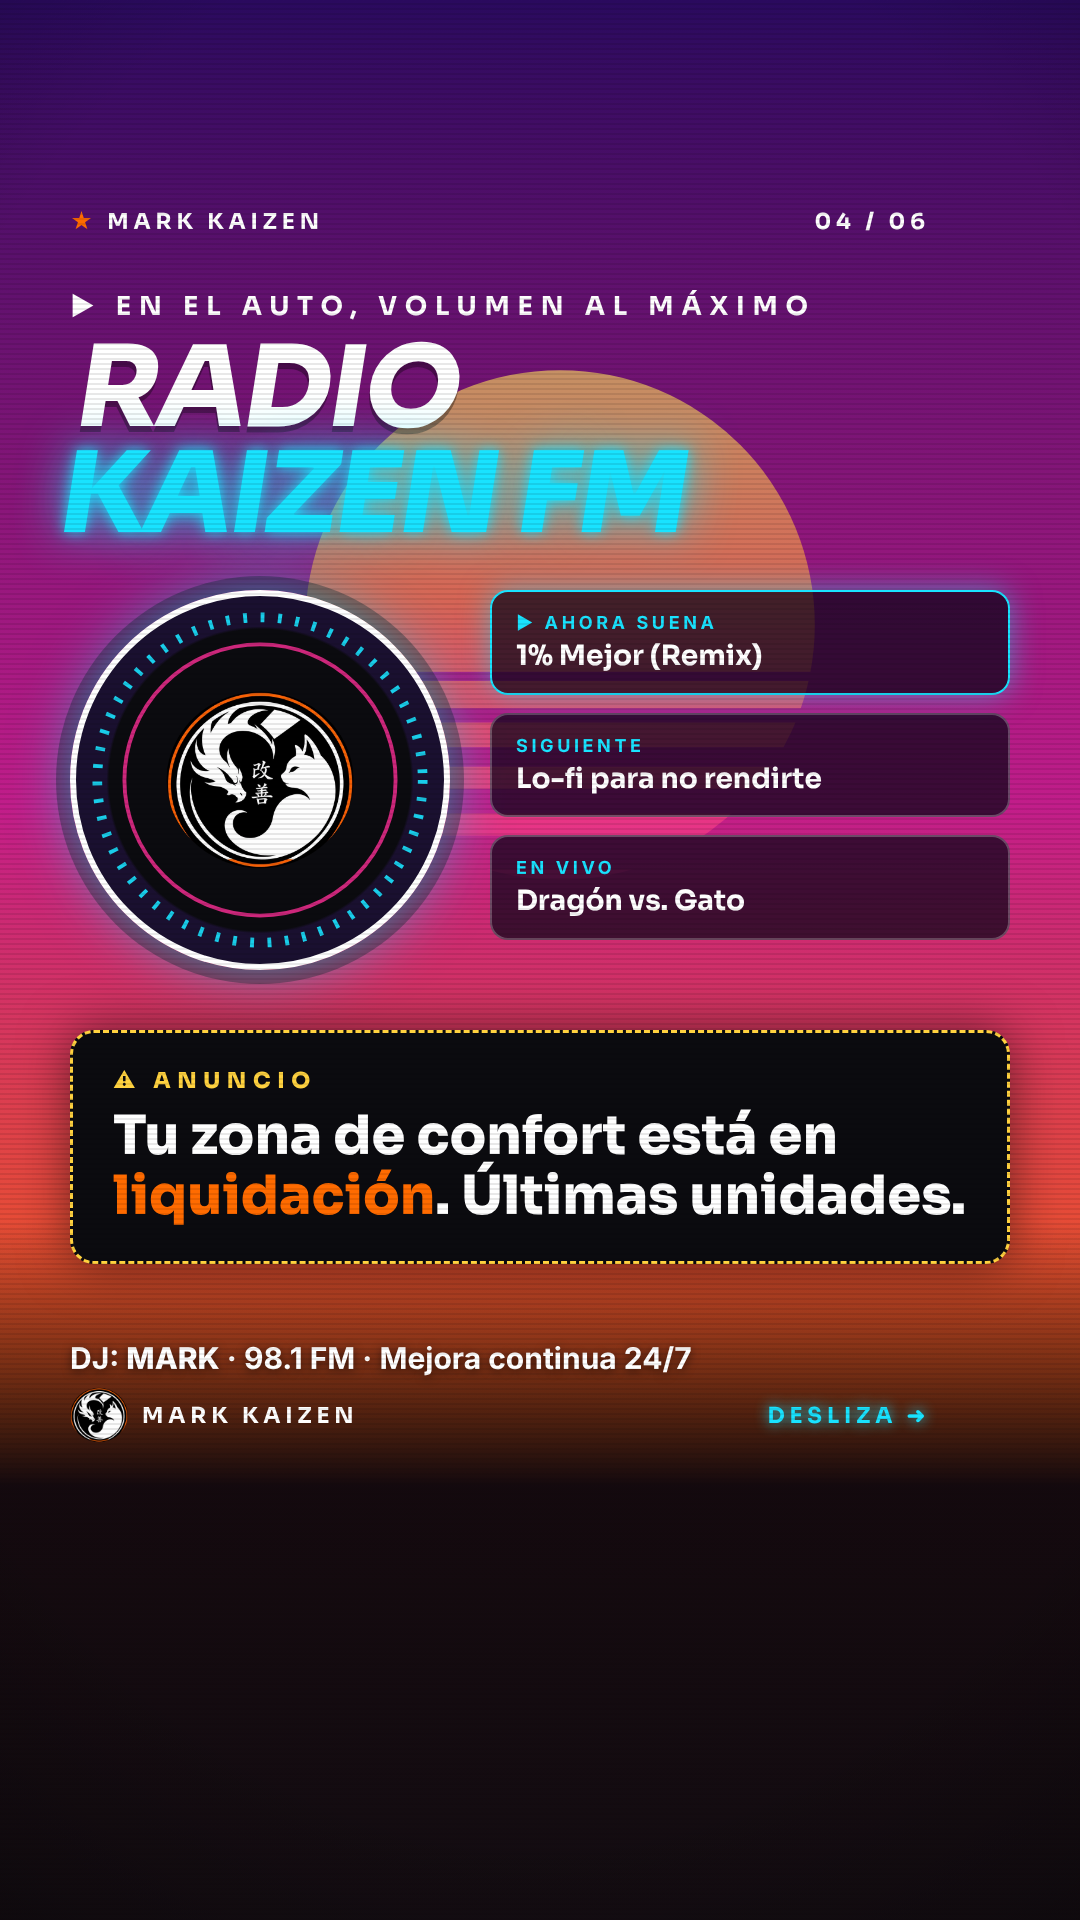 ★ MARK KAIZEN
04 / 06
▶ EN EL AUTO, VOLUMEN AL MÁXIMO
RADIO
KAIZEN FM
改
善
▶ AHORA SUENA
1% Mejor (Remix)
SIGUIENTE
Lo-fi para no rendirte
EN VIVO
Dragón vs. Gato
⚠ ANUNCIO
Tu zona de confort está en
liquidación. Últimas unidades.
DJ: MARK · 98.1 FM · Mejora continua 24/7
MARK KAIZEN
DESLIZA ➜